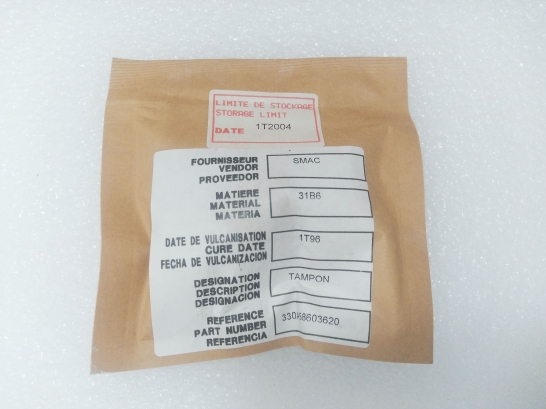 LIMITE DE STOCKAGE
STORAGE LIMIT
DATE 1T2004
FOURNISSEUR SMAC
VENDOR
PROVEEDOR
MATIERE 31B6
MATERIAL
MATERIA
DATE DE VULCANISATION 1T96
CURE DATE
FECHA DE VULCANIZACION
DESIGNATION TAMPON
DESCRIPTION
DESIGNACION
REFERENCE
PART NUMBER
REFERENCIA